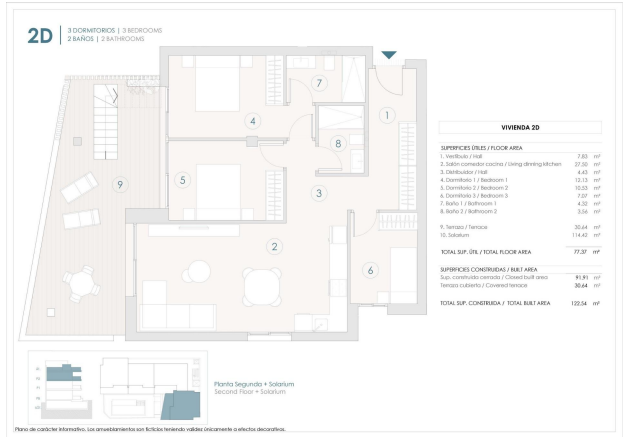 2D
3 DORMITORIOS | 3 BEDROOMS
2 BAÑOS | 2 BATHROOMS
7
1
4
8
5
9
3
2
6
VIVIENDA 2D
SUPERFICIES ÚTILES / FLOOR AREA
1. Vestíbulo / Hall 7.83 m²
2. Salón comedor cocina / Living dinning kitchen 27.50 m²
3. Distribuidor / Hall 4.43 m²
4. Dormitorio 1 / Bedroom 1 12.13 m²
5. Dormitorio 2 / Bedroom 2 10.53 m²
6. Dormitorio 3 / Bedroom 3 7.07 m²
7. Baño 1 / Bathroom 1 4.32 m²
8. Baño 2 / Bathroom 2 3.56 m²
9. Terraza / Terrace 30.64 m²
10. Solarium 114.42 m²
TOTAL SUP. ÚTIL / TOTAL FLOOR AREA 77.37 m²
SUPERFICIES CONSTRUIDAS / BUILT AREA
Sup. construida cerrada / Closed built areas 91.91 m²
Terraza cubierta / Covered terrace 30.64 m²
TOTAL SUP. CONSTRUIDA / TOTAL BUILT AREA 122.54 m²
Planta Segunda + Solarium
Second Floor + Solarium
Plano de carácter informativo. Los amueblamientos son ficticios teniendo validez únicamente a efectos decorativos.